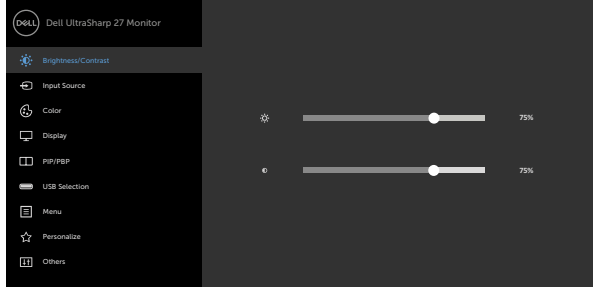 DELL
Dell UltraSharp 27 Monitor
Brightness/Contrast
Input Source
Color
Display
PIP/PBP
USB Selection
Menu
Personalize
Others
75%
75%